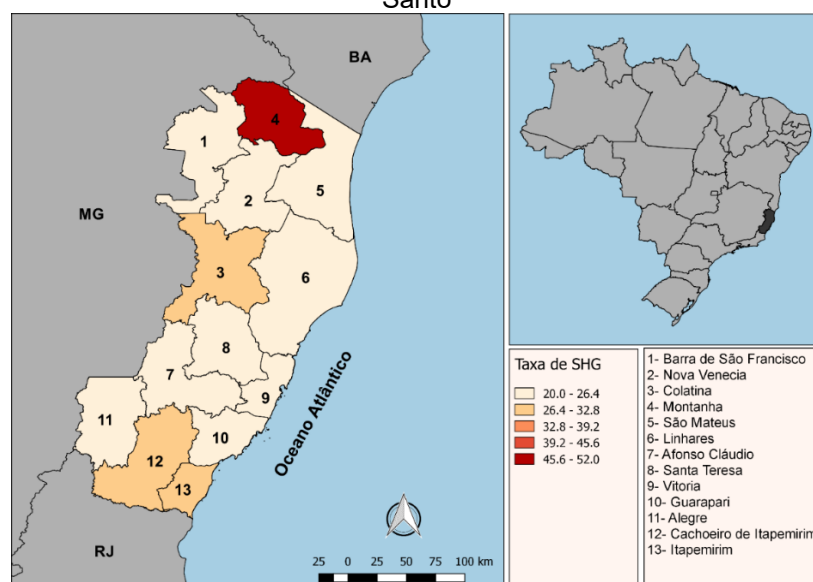 Santo
BA
MG
RJ
1
2
3
4
5
6
7
8
9
10
11
12
13
Oceano Atlântico
25 0 25 50 75 100 km
Taxa de SHG
20.0 - 26.4
26.4 - 32.8
32.8 - 39.2
39.2 - 45.6
45.6 - 52.0
1- Barra de São Francisco
2- Nova Venecia
3- Colatina
4- Montanha
5- São Mateus
6- Linhares
7- Afonso Cláudio
8- Santa Teresa
9- Vitoria
10- Guarapari
11- Alegre
12- Cachoeiro de Itapemirim
13- Itapemirim